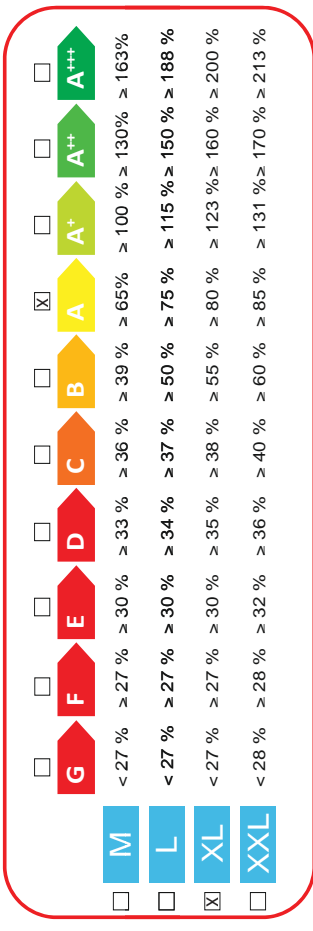 G F E D C B A A⁺ A⁺⁺ A⁺⁺⁺
M < 27 % ≥ 27 % ≥ 30 % ≥ 33 % ≥ 36 % ≥ 39 % ≥ 65% ≥ 100 % ≥ 130% ≥ 163%
L < 27 % ≥ 27 % ≥ 30 % ≥ 34 % ≥ 37 % ≥ 50 % ≥ 75 % ≥ 115 % ≥ 150 % ≥ 188 %
X XL < 27 % ≥ 27 % ≥ 30 % ≥ 35 % ≥ 38 % ≥ 55 % ≥ 80 % ≥ 123 % ≥ 160 % ≥ 200 %
XXL < 28 % ≥ 28 % ≥ 32 % ≥ 36 % ≥ 40 % ≥ 60 % ≥ 85 % ≥ 131 % ≥ 170 % ≥ 213 %
X